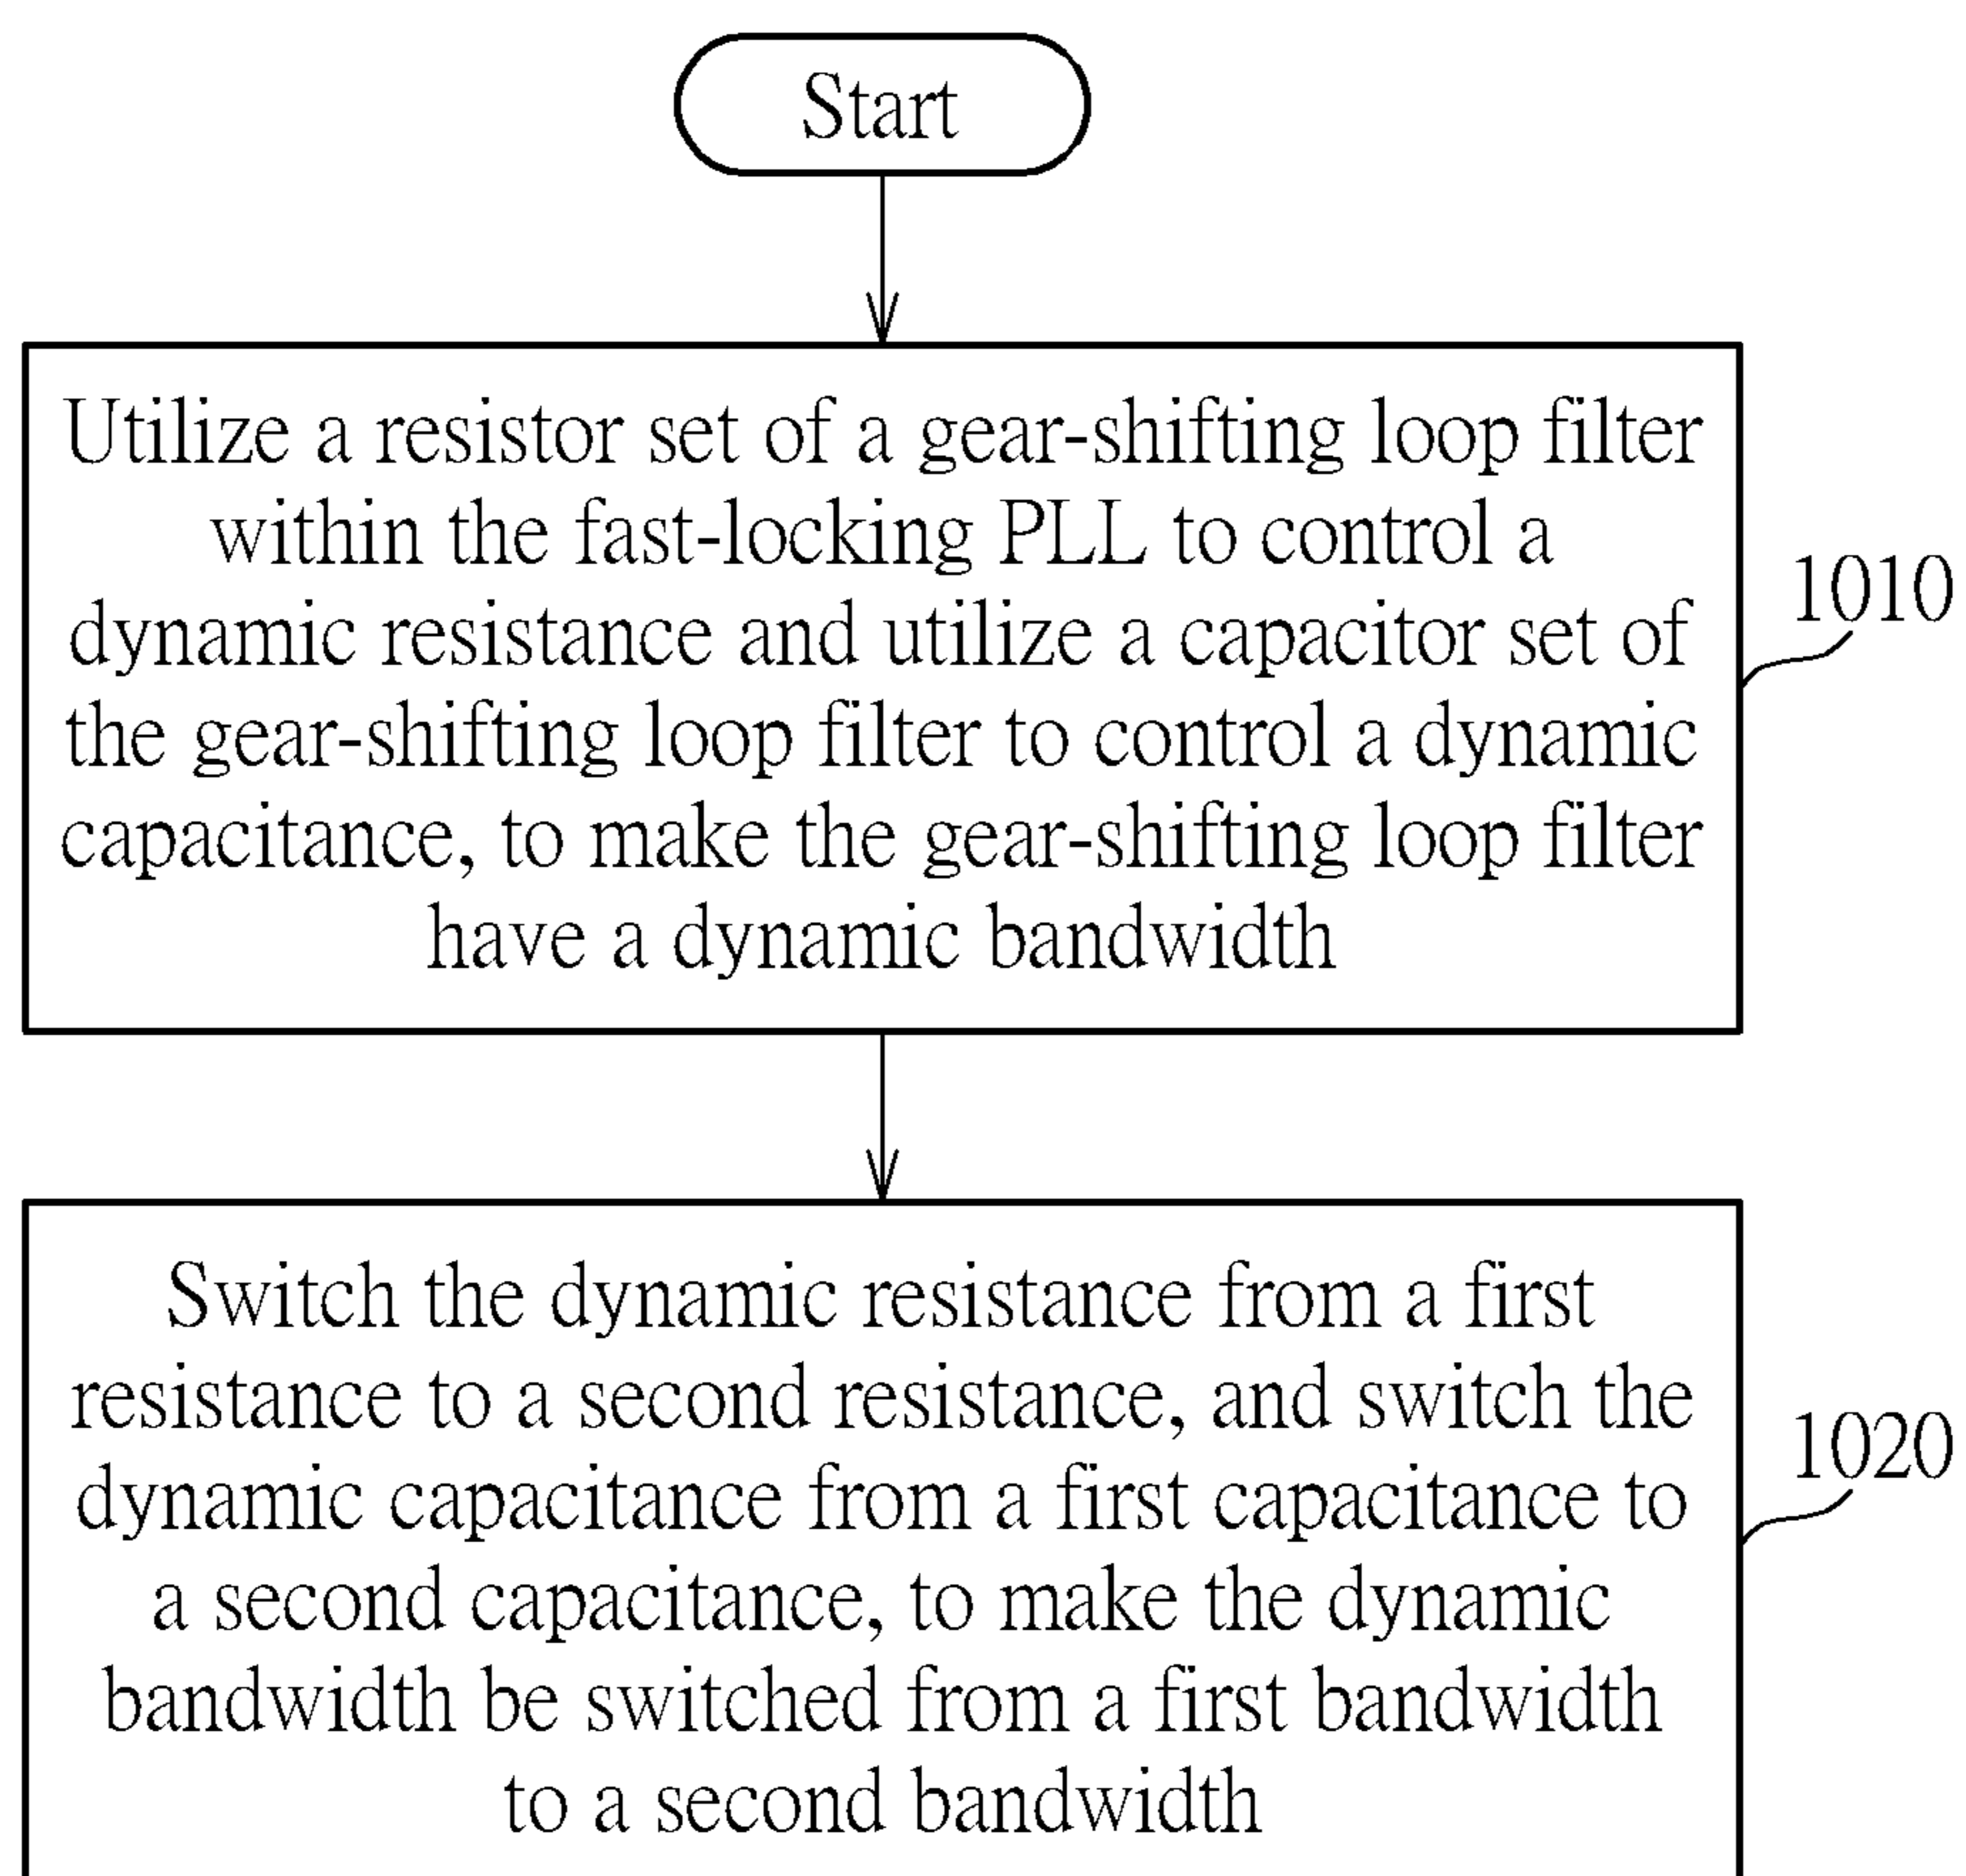 Start
Utilize a resistor set of a gear-shifting loop filter
within the fast-locking PLL to control a
dynamic resistance and utilize a capacitor set of
the gear-shifting loop filter to control a dynamic
capacitance, to make the gear-shifting loop filter
have a dynamic bandwidth
1010
Switch the dynamic resistance from a first
resistance to a second resistance, and switch the
dynamic capacitance from a first capacitance to
a second capacitance, to make the dynamic
bandwidth be switched from a first bandwidth
to a second bandwidth
1020